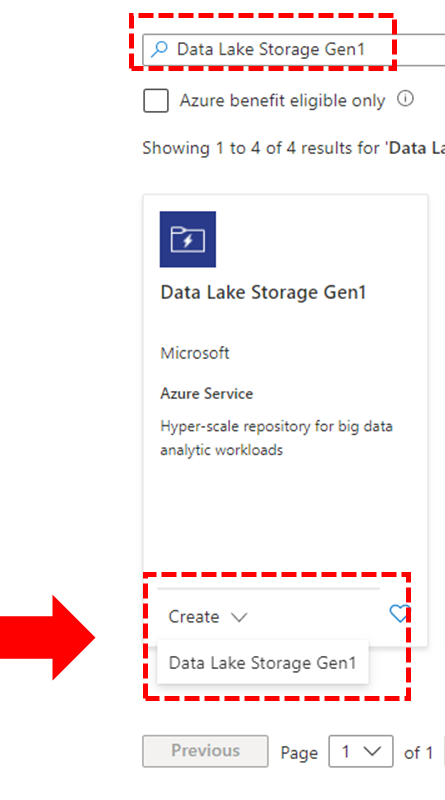 Data Lake Storage Gen1
Azure benefit eligible only
Showing 1 to 4 of 4 results for 'Data La
Data Lake Storage Gen1
Microsoft
Azure Service
Hyper-scale repository for big data
analytic workloads
Create
Data Lake Storage Gen1
Previous Page 1 of 1